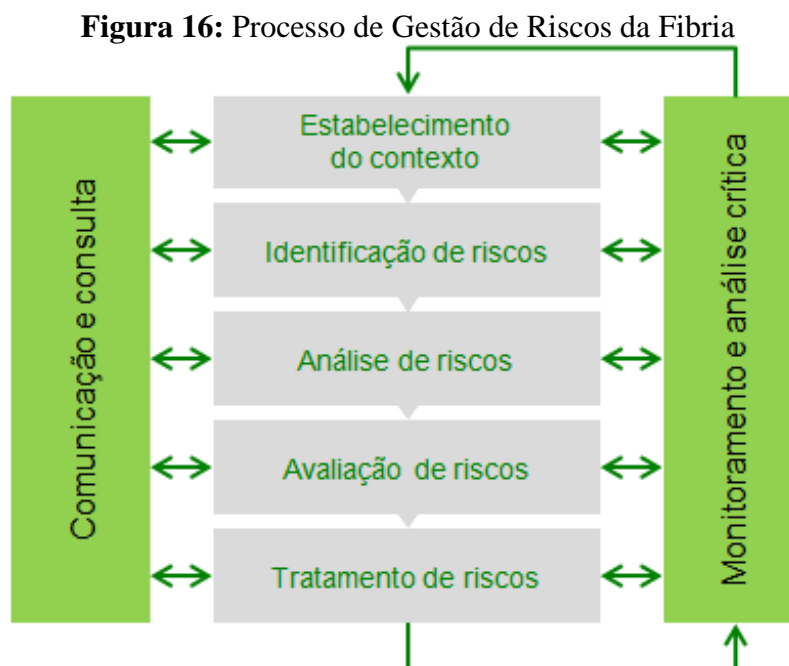 Figura 16: Processo de Gestão de Riscos da Fibria
Comunicação e consulta
Estabelecimento
do contexto
Identificação de riscos
Análise de riscos
Avaliação de riscos
Tratamento de riscos
Monitoramento e análise crítica